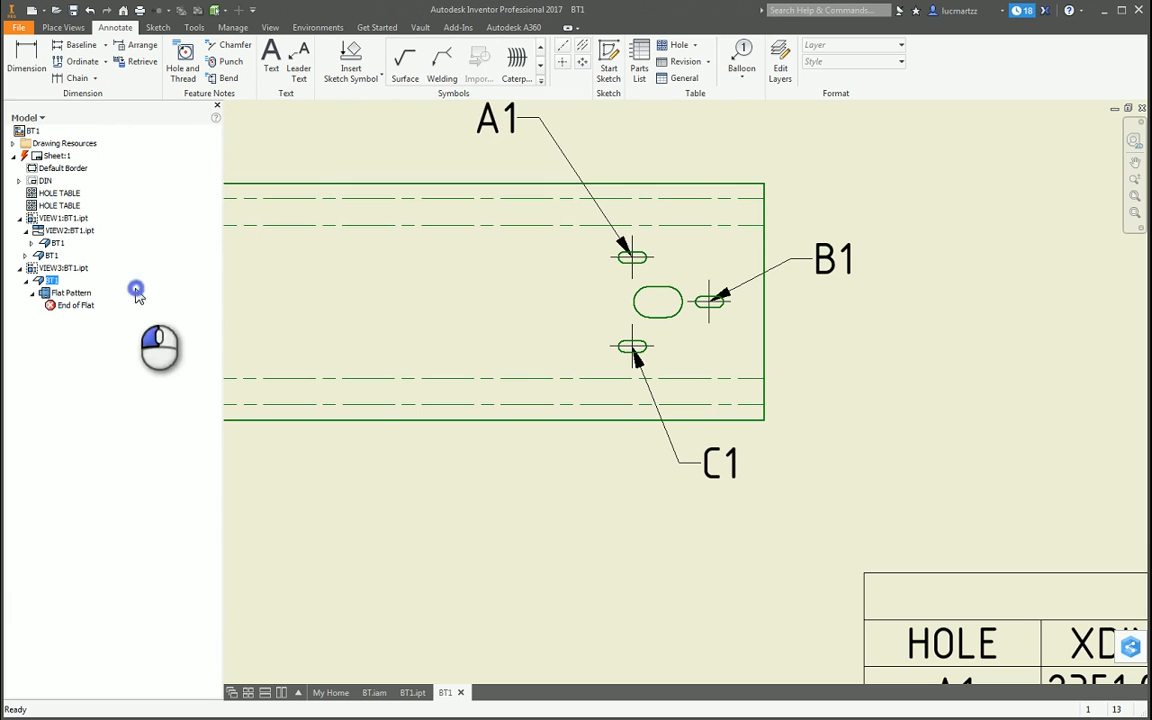 Autodesk Inventor Professional 2017 BT1
Search Help & Commands...
lucmartzz
18
File Place Views Annotate Sketch Tools Manage View Environments Get Started Vault Add-Ins Autodesk A360
Dimension
Baseline
Ordinate
Chain
Arrange
Retrieve
Dimension
Hole and Thread
Chamfer
Punch
Bend
Feature Notes
Text
Leader Text
Text
Insert Sketch Symbol
Surface
Welding
Impor...
Caterp...
Symbols
Start Sketch
Sketch
Parts List
Hole
Revision
General
Table
Balloon
Edit Layers
Layer
Style
Format
Model
BT1
Drawing Resources
Sheet:1
Default Border
DIN
HOLE TABLE
HOLE TABLE
VIEW1:BT1.ipt
VIEW2:BT1.ipt
BT1
BT1
VIEW3:BT1.ipt
BT1
Flat Pattern
End of Flat
A1
B1
C1
HOLE
A1
My Home BT.iam BT1.ipt BT1
Ready
1 13